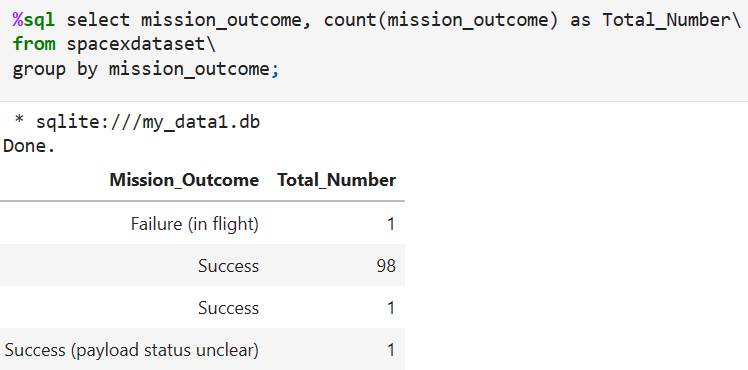 %sql select mission_outcome, count(mission_outcome) as Total_Number\
from spacexdataset\
group by mission_outcome;
* sqlite:///my_data1.db
Done.
Mission_Outcome Total_Number
Failure (in flight) 1
Success 98
Success 1
Success (payload status unclear) 1